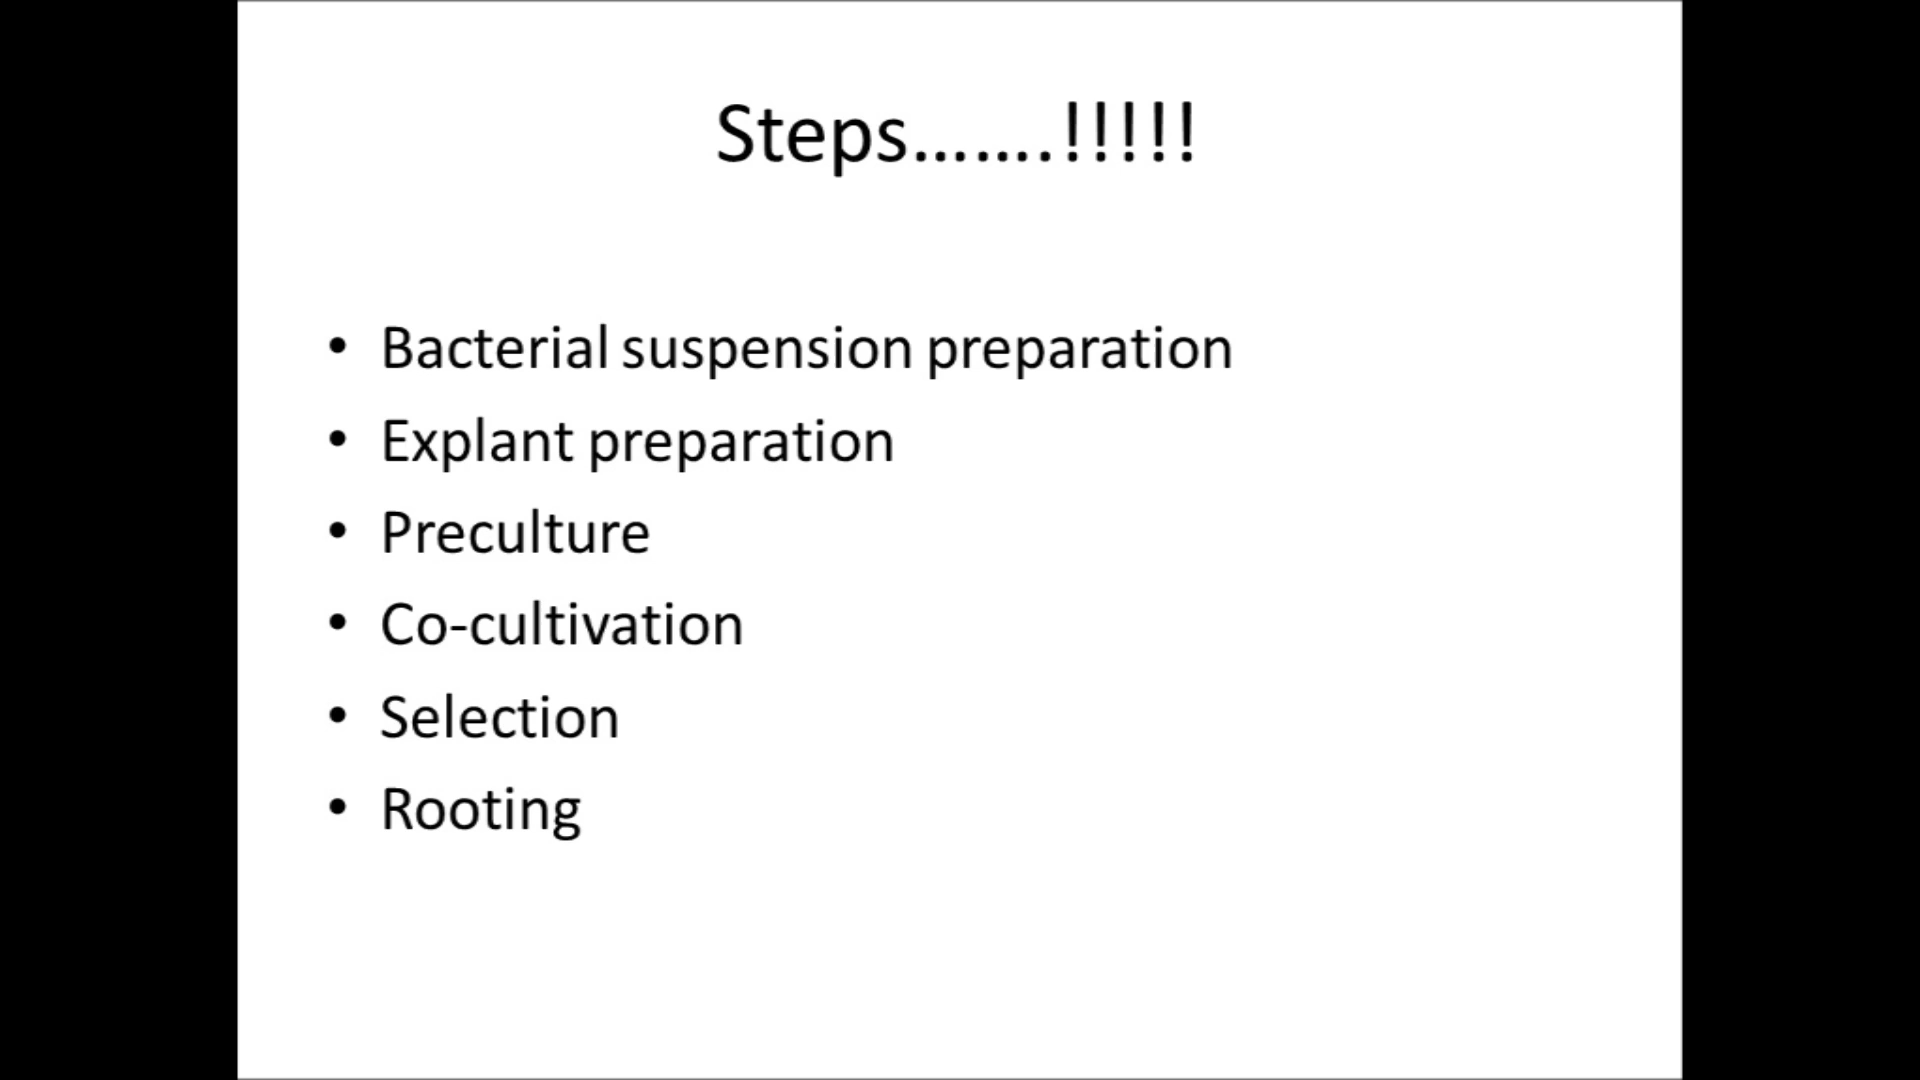 Steps…….!!!!!
• Bacterial suspension preparation
• Explant preparation
• Preculture
• Co-cultivation
• Selection
• Rooting